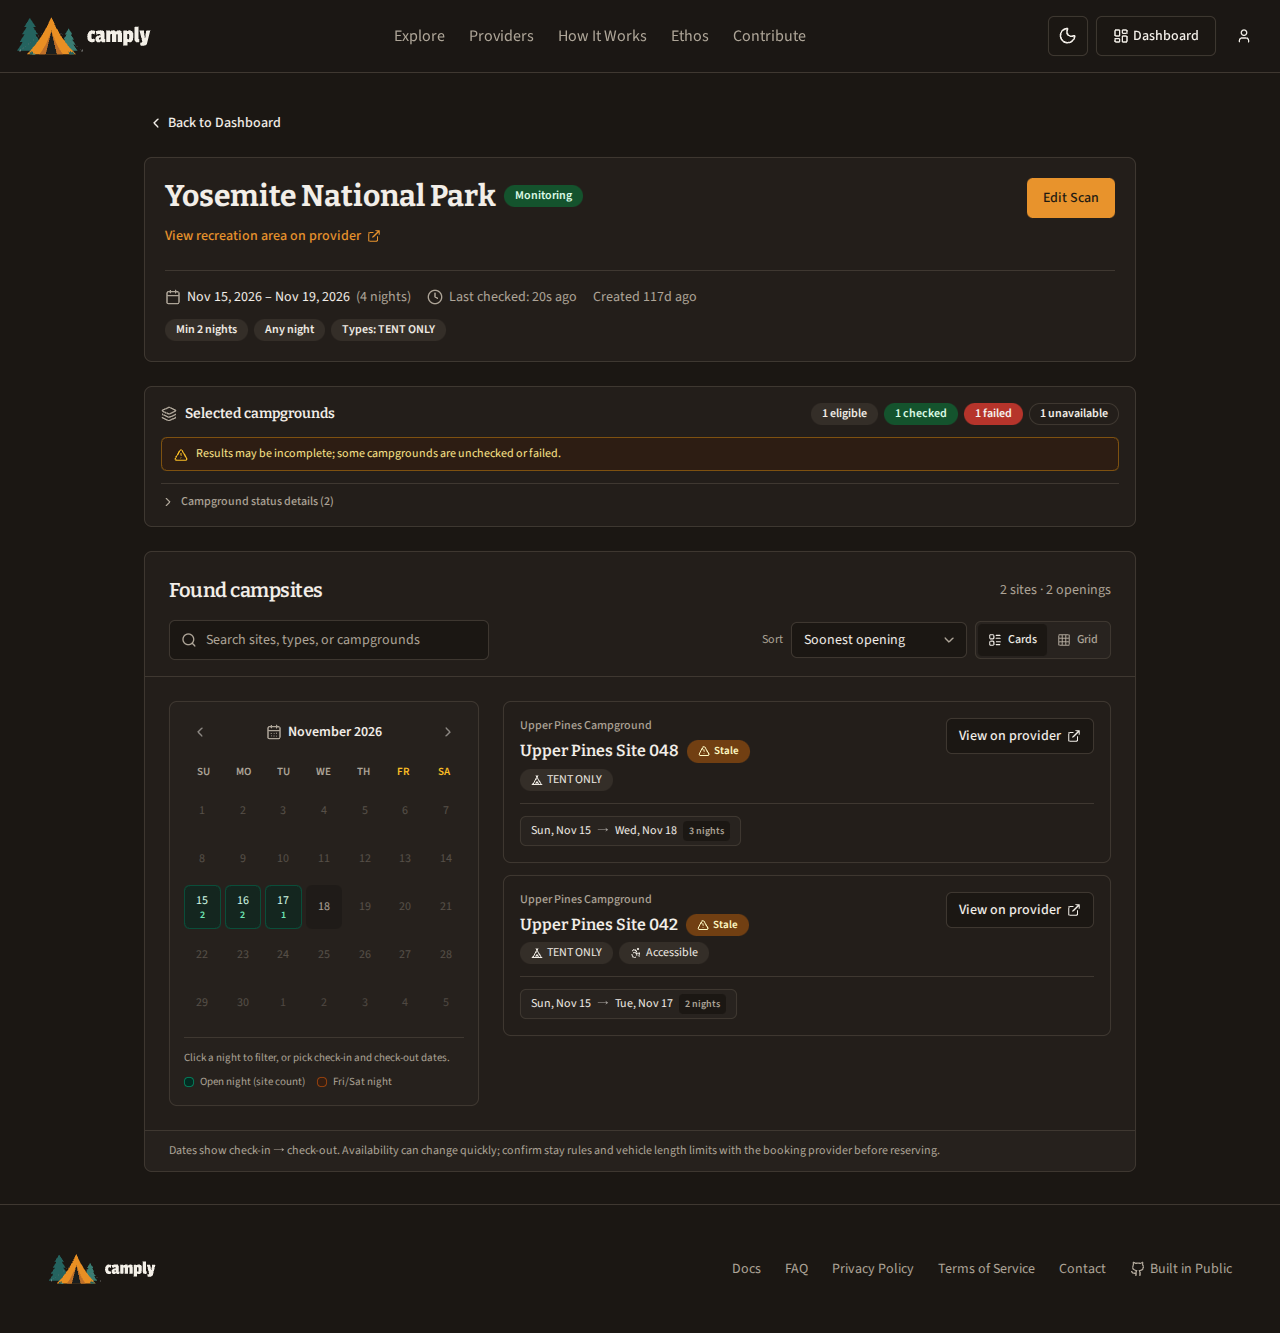 camply
Explore
Providers
How It Works
Ethos
Contribute
Dashboard
Back to Dashboard
Yosemite National Park
Monitoring
Edit Scan
View recreation area on provider
Nov 15, 2026 – Nov 19, 2026 (4 nights)
Last checked: 20s ago
Created 117d ago
Min 2 nights
Any night
Types: TENT ONLY
Selected campgrounds
1 eligible
1 checked
1 failed
1 unavailable
Results may be incomplete; some campgrounds are unchecked or failed.
Campground status details (2)
Found campsites
2 sites · 2 openings
Search sites, types, or campgrounds
Sort
Soonest opening
Cards
Grid
November 2026
SU MO TU WE TH FR SA
1 2 3 4 5 6 7
8 9 10 11 12 13 14
15 16 17 18 19 20 21
2 2 1
22 23 24 25 26 27 28
29 30 1 2 3 4 5
Click a night to filter, or pick check-in and check-out dates.
Open night (site count)
Fri/Sat night
Upper Pines Campground
Upper Pines Site 048
Stale
View on provider
TENT ONLY
Sun, Nov 15 → Wed, Nov 18 3 nights
Upper Pines Campground
Upper Pines Site 042
Stale
View on provider
TENT ONLY
Accessible
Sun, Nov 15 → Tue, Nov 17 2 nights
Dates show check-in → check-out. Availability can change quickly; confirm stay rules and vehicle length limits with the booking provider before reserving.
camply
Docs
FAQ
Privacy Policy
Terms of Service
Contact
Built in Public